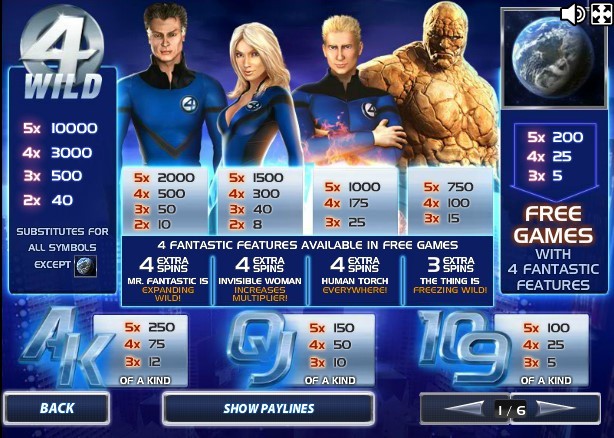 4
WILD
5x 10000
4x 3000
3x 500
2x 40
SUBSTITUTES FOR
ALL SYMBOLS
EXCEPT
4
5x 2000
4x 500
3x 50
2x 10
5x 1500
4x 300
3x 40
2x 8
5x 1000
4x 175
3x 25
5x 750
4x 100
3x 15
5x 200
4x 25
3x 5
FREE
GAMES
WITH
4 FANTASTIC
FEATURES
4 FANTASTIC FEATURES AVAILABLE IN FREE GAMES
4 EXTRA SPINS
MR. FANTASTIC IS
EXPANDING
WILD!
4 EXTRA SPINS
INVISIBLE WOMAN
INCREASES
MULTIPLIER!
4 EXTRA SPINS
HUMAN TORCH
EVERYWHERE!
3 EXTRA SPINS
THE THING IS
FREEZING WILD!
AK
5x 250
4x 75
3x 12
OF A KIND
QJ
5x 150
4x 50
3x 10
OF A KIND
109
5x 100
4x 25
3x 5
OF A KIND
BACK
SHOW PAYLINES
1/6